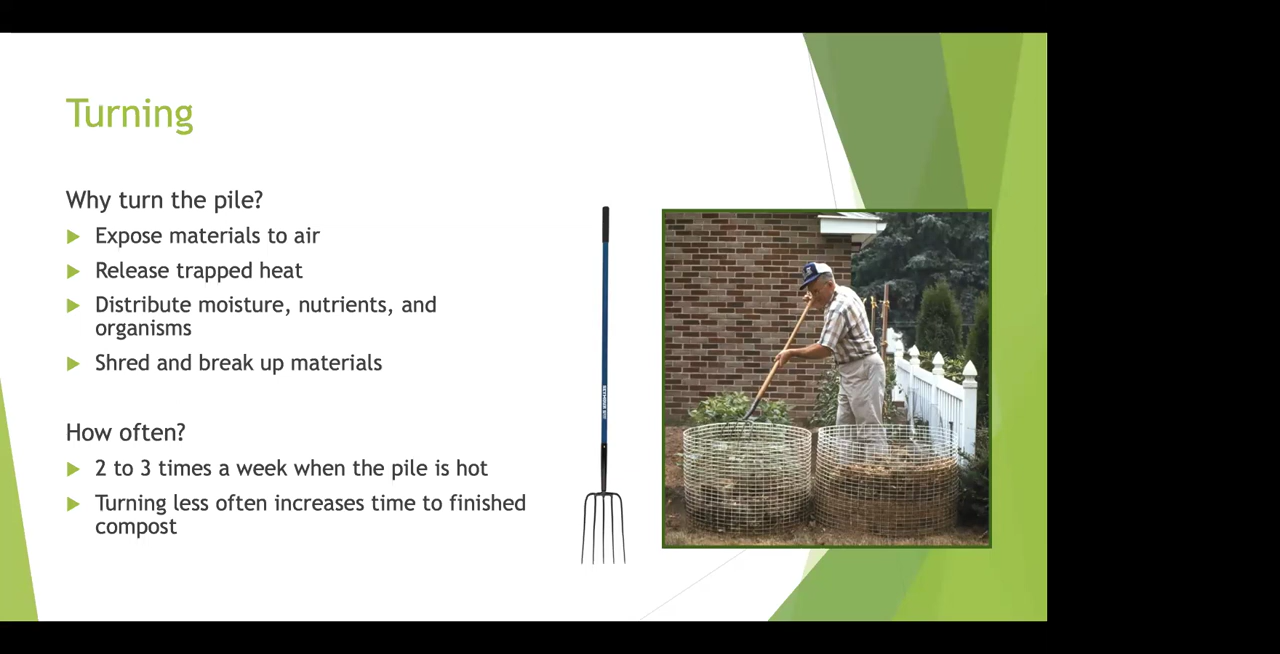 Turning
Why turn the pile?
Expose materials to air
Release trapped heat
Distribute moisture, nutrients, and
organisms
Shred and break up materials
How often?
2 to 3 times a week when the pile is hot
Turning less often increases time to finished
compost